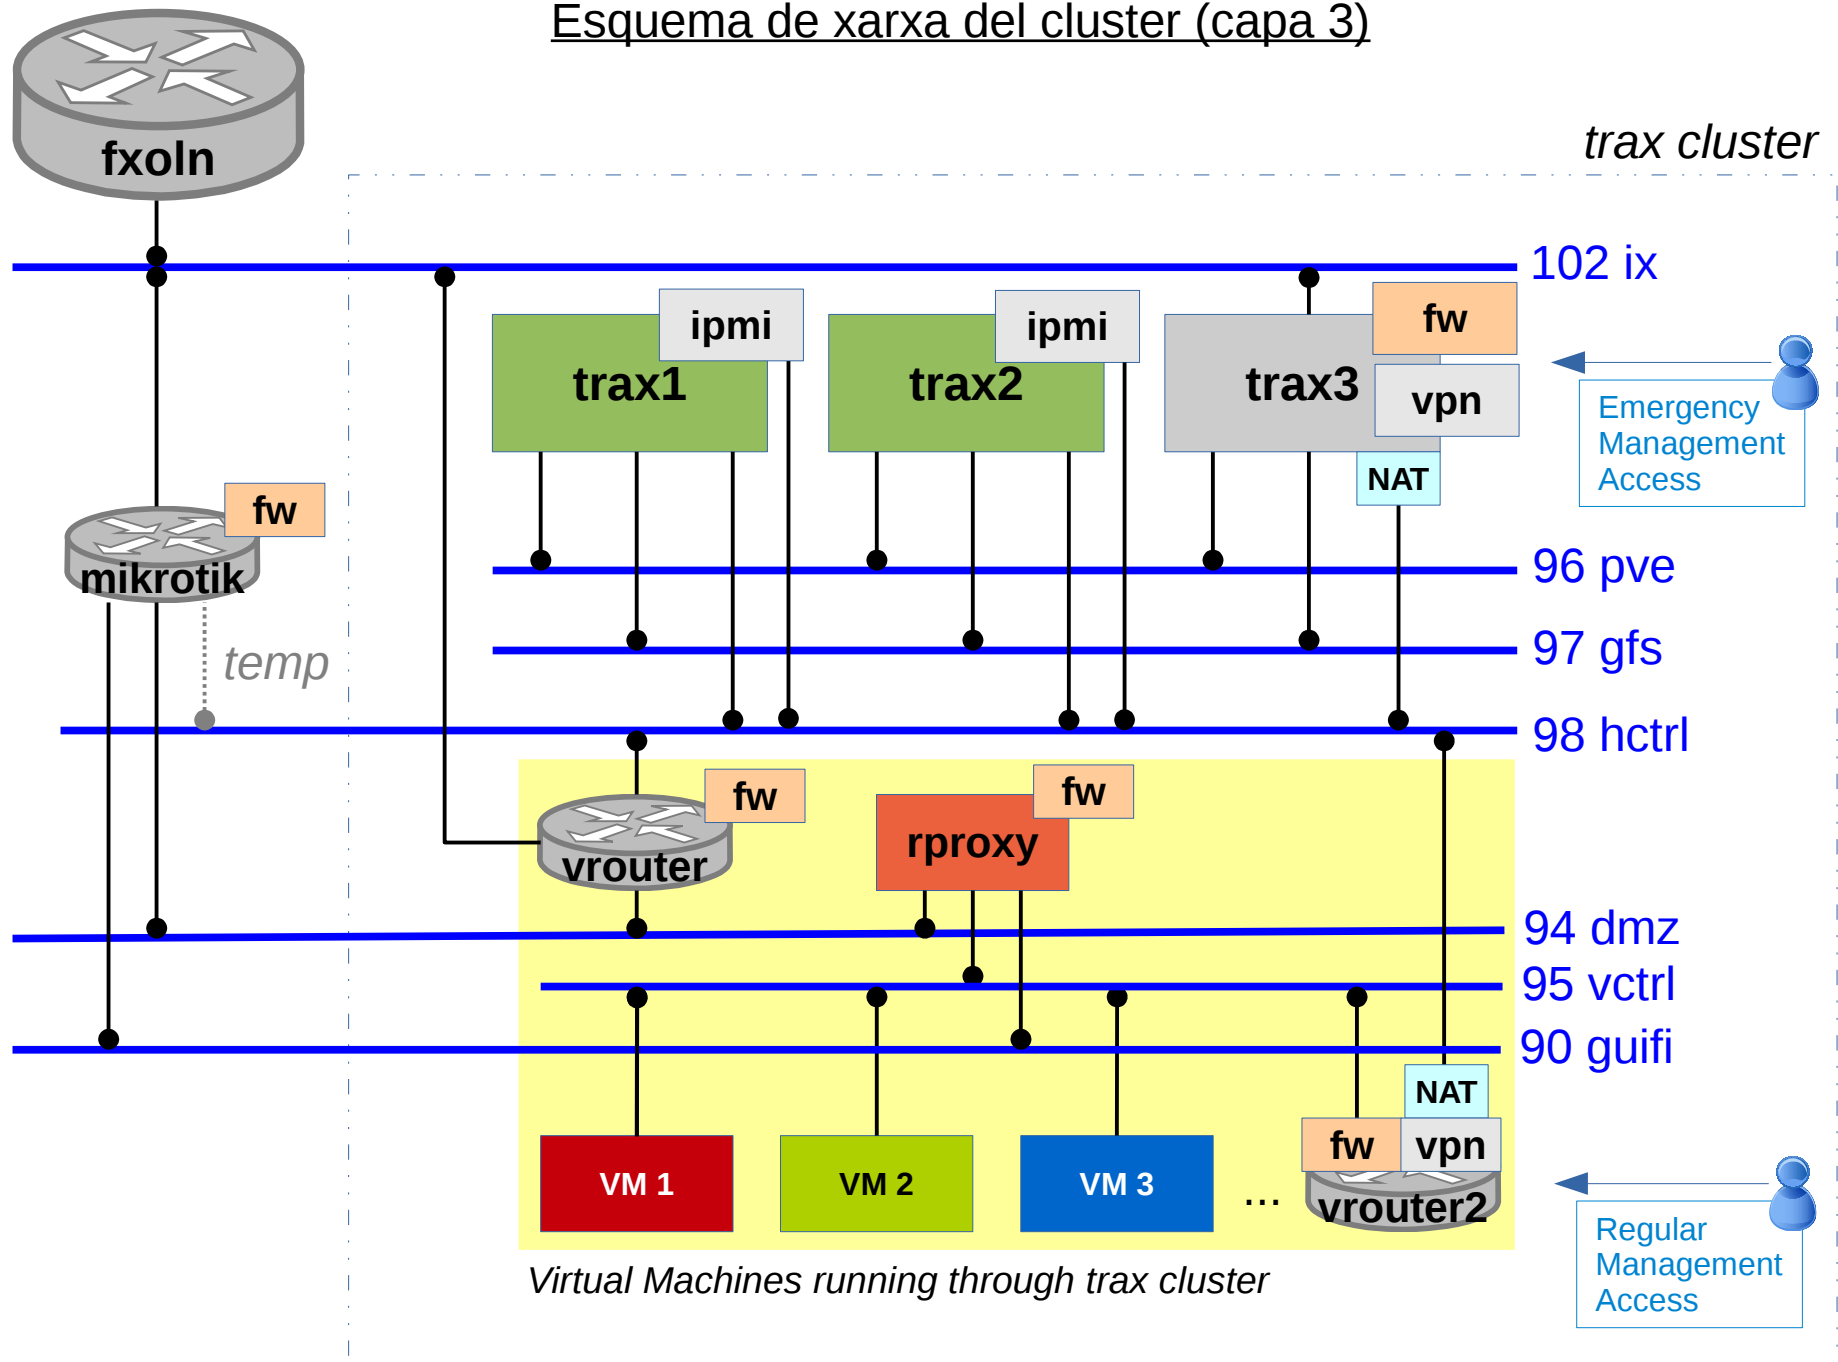 Esquema de xarxa del cluster (capa 3)
fxoln
trax cluster
102 ix
ipmi
ipmi
fw
trax1
trax2
trax3
vpn
Emergency
Management
Access
NAT
fw
mikrotik
96 pve
temp
97 gfs
98 hctrl
fw
fw
vrouter
rproxy
94 dmz
95 vctrl
90 guifi
NAT
fw
vpn
VM 1
VM 2
VM 3
...
vrouter2
Regular
Management
Access
Virtual Machines running through trax cluster